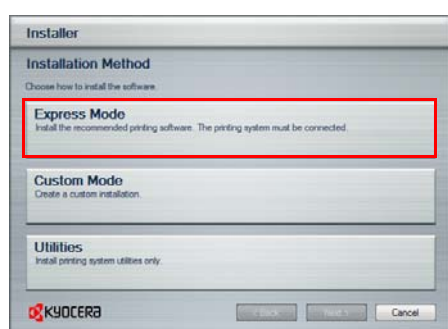 Installer
Installation Method
Choose how to install the software.
Express Mode
Install the recommended printing software. The printing system must be connected.
Custom Mode
Create a custom installation.
Utilities
Install printing system utilities only.
KYOCERA
< Back Next > Cancel